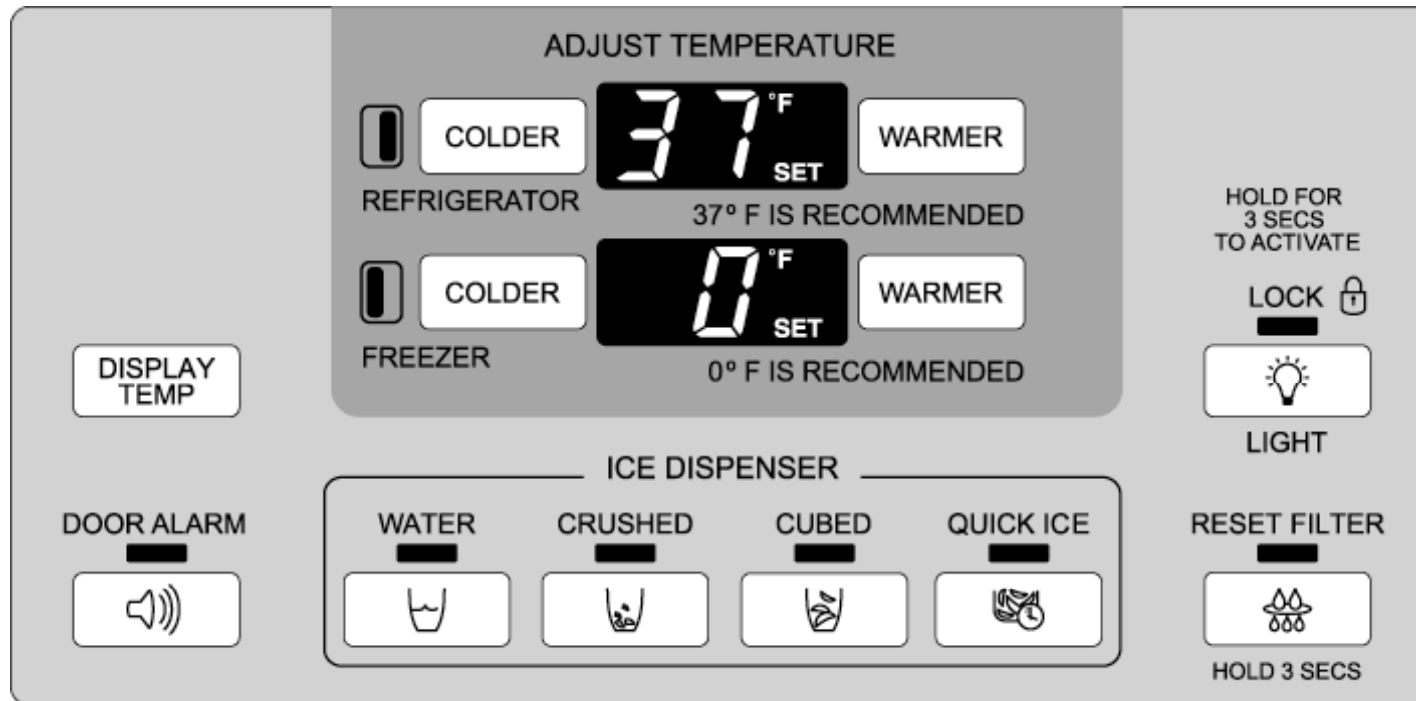 ADJUST TEMPERATURE
COLDER
37 °F
SET
WARMER
REFRIGERATOR
37° F IS RECOMMENDED
COLDER
0 °F
SET
WARMER
FREEZER
0° F IS RECOMMENDED
DISPLAY
TEMP
HOLD FOR
3 SECS
TO ACTIVATE
LOCK
LIGHT
ICE DISPENSER
DOOR ALARM
WATER
CRUSHED
CUBED
QUICK ICE
RESET FILTER
HOLD 3 SECS